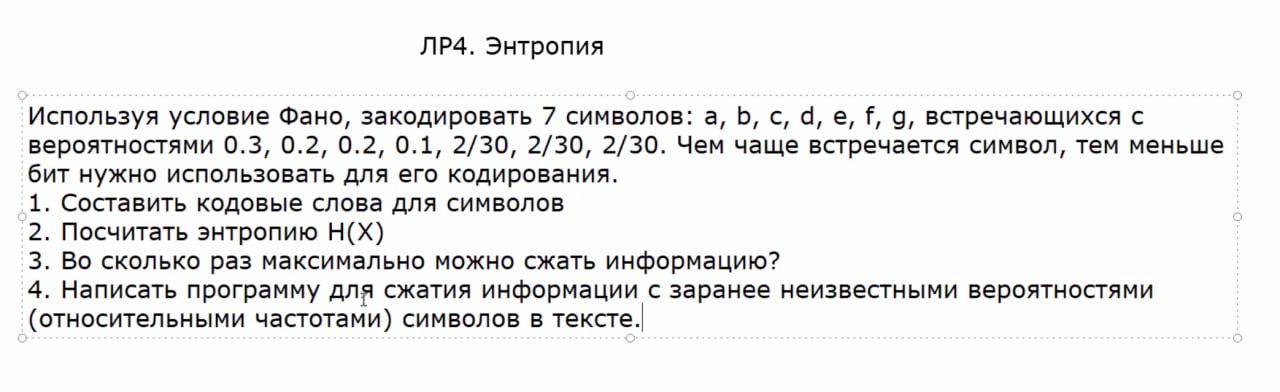 ЛР4. Энтропия
Используя условие Фано, закодировать 7 символов: a, b, c, d, e, f, g, встречающихся с
вероятностями 0.3, 0.2, 0.2, 0.1, 2/30, 2/30, 2/30. Чем чаще встречается символ, тем меньше
бит нужно использовать для его кодирования.
1. Составить кодовые слова для символов
2. Посчитать энтропию H(X)
3. Во сколько раз максимально можно сжать информацию?
4. Написать программу для сжатия информации с заранее неизвестными вероятностями
(относительными частотами) символов в тексте.